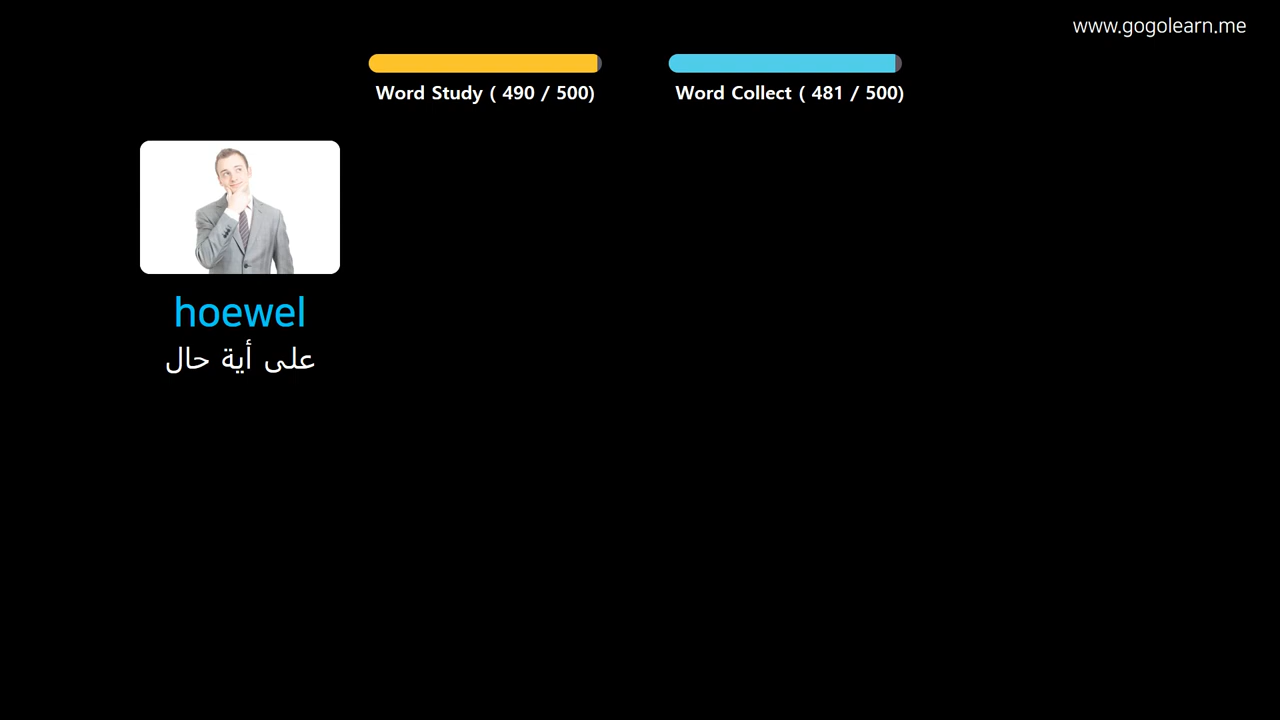 www.gogolearn.me
Word Study ( 490 / 500)
Word Collect ( 481 / 500)
hoewel
على أية حال